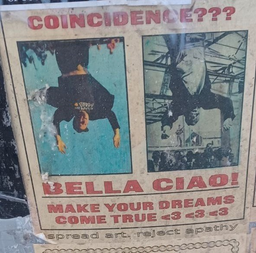 COINCIDENCE???
BELLA CIAO!
MAKE YOUR DREAMS
COME TRUE <3 <3 <3
spread art, reject apathy